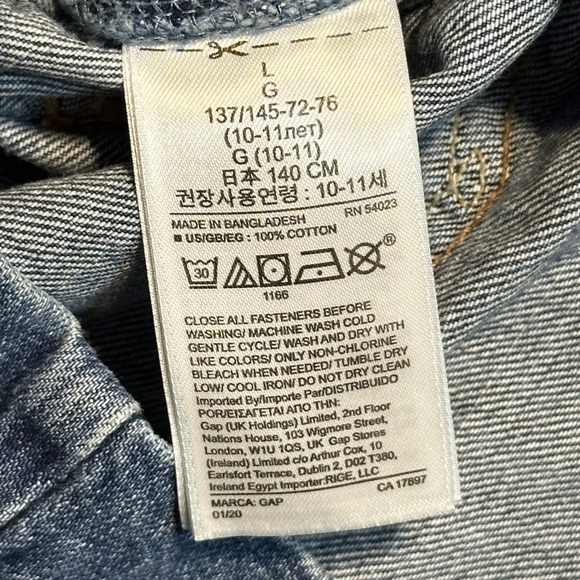 L
G
137/145-72-76
(10-11лет)
G (10-11)
日本 140 CM
권장사용연령 : 10-11세
MADE IN BANGLADESH RN 54023
■ US/GB/EG : 100% COTTON
30 ®
1166
CLOSE ALL FASTENERS BEFORE
WASHING/ MACHINE WASH COLD
GENTLE CYCLE/ WASH AND DRY WITH
LIKE COLORS/ ONLY NON-CHLORINE
BLEACH WHEN NEEDED/ TUMBLE DRY
LOW/ COOL IRON/ DO NOT DRY CLEAN
Imported By/Importe Par/DISTRIBUIDO
POR/ΕΙΣΑΓΕΤΑΙ ΑΠΟ ΤΗΝ:
Gap (UK Holdings) Limited, 2nd Floor
Nations House, 103 Wigmore Street,
London, W1U 1QS, UK Gap Stores
(Ireland) Limited c/o Arthur Cox, 10
Earlsfort Terrace, Dublin 2, D02 T380,
Ireland Egypt Importer:RIGE, LLC
CA 17897
MARCA: GAP
01/20